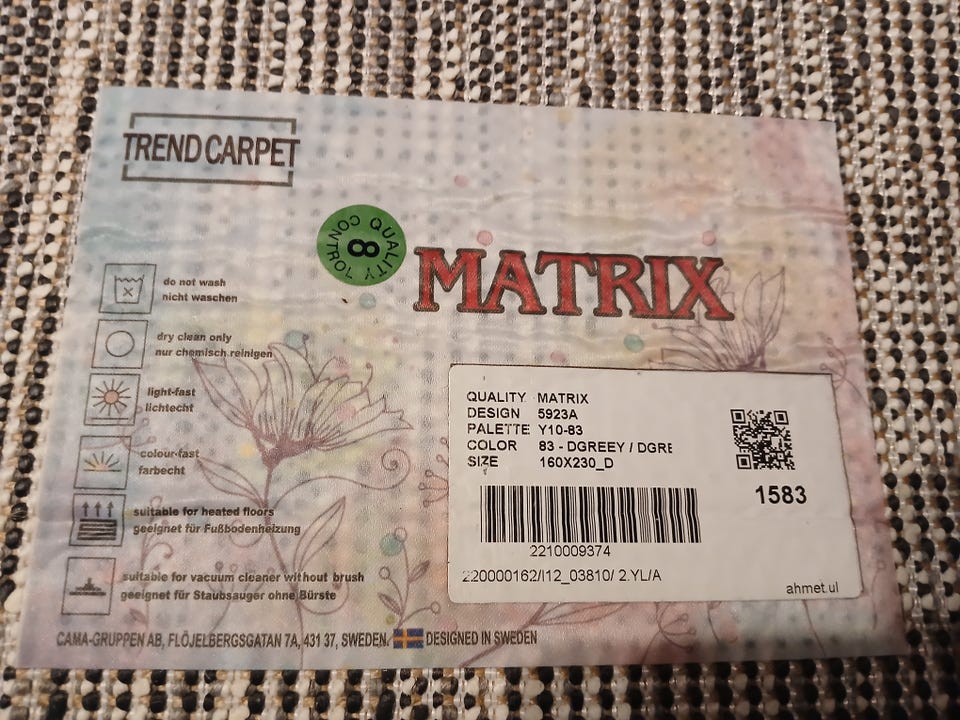 TREND CARPET
QUALITY CONTROL
8
MATRIX
do not wash
nicht waschen
dry clean only
nur chemisch reinigen
light-fast
lichtecht
colour-fast
farbecht
suitable for heated floors
geeignet für Fußbodenheizung
suitable for vacuum cleaner without brush
geeignet für Staubsauger ohne Bürste
QUALITY MATRIX
DESIGN 5923A
PALETTE Y10-83
COLOR 83 - DGREEY / DGRE
SIZE 160X230_D
1583
2210009374
220000162/I12_03810/ 2.YL/A
ahmet.ul
CAMA-GRUPPEN AB, FLÖJELBERGSGATAN 7A, 431 37, SWEDEN. DESIGNED IN SWEDEN